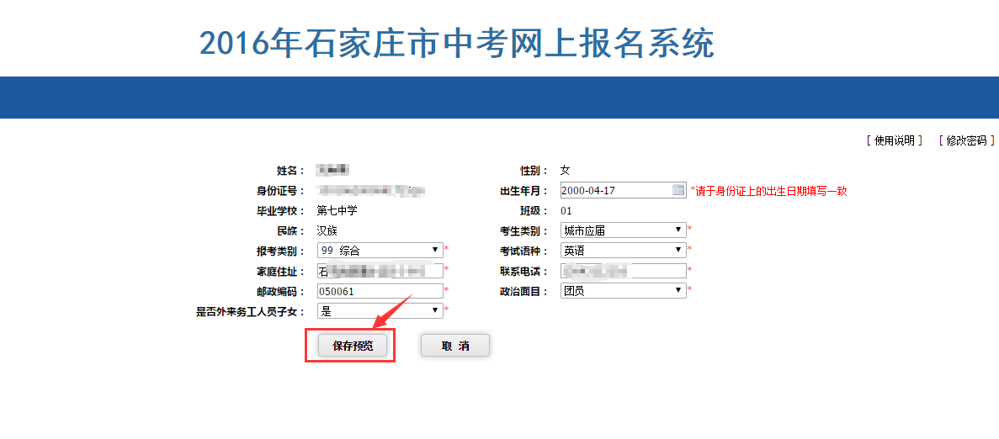 2016年石家庄市中考网上报名系统
[ 使用说明 ] [ 修改密码 ]
姓名： 性别： 女
身份证号： 出生年月： 2000-04-17 *请于身份证上的出生日期填写一致
毕业学校： 第七中学 班级： 01
民族： 汉族 考生类别： 城市应届 *
报考类别： 99 综合 * 考试语种： 英语 *
家庭住址： 石 * 联系电话： *
邮政编码： 050061 * 政治面目： 团员 *
是否外来务工人员子女： 是 *
保存预览 取 消